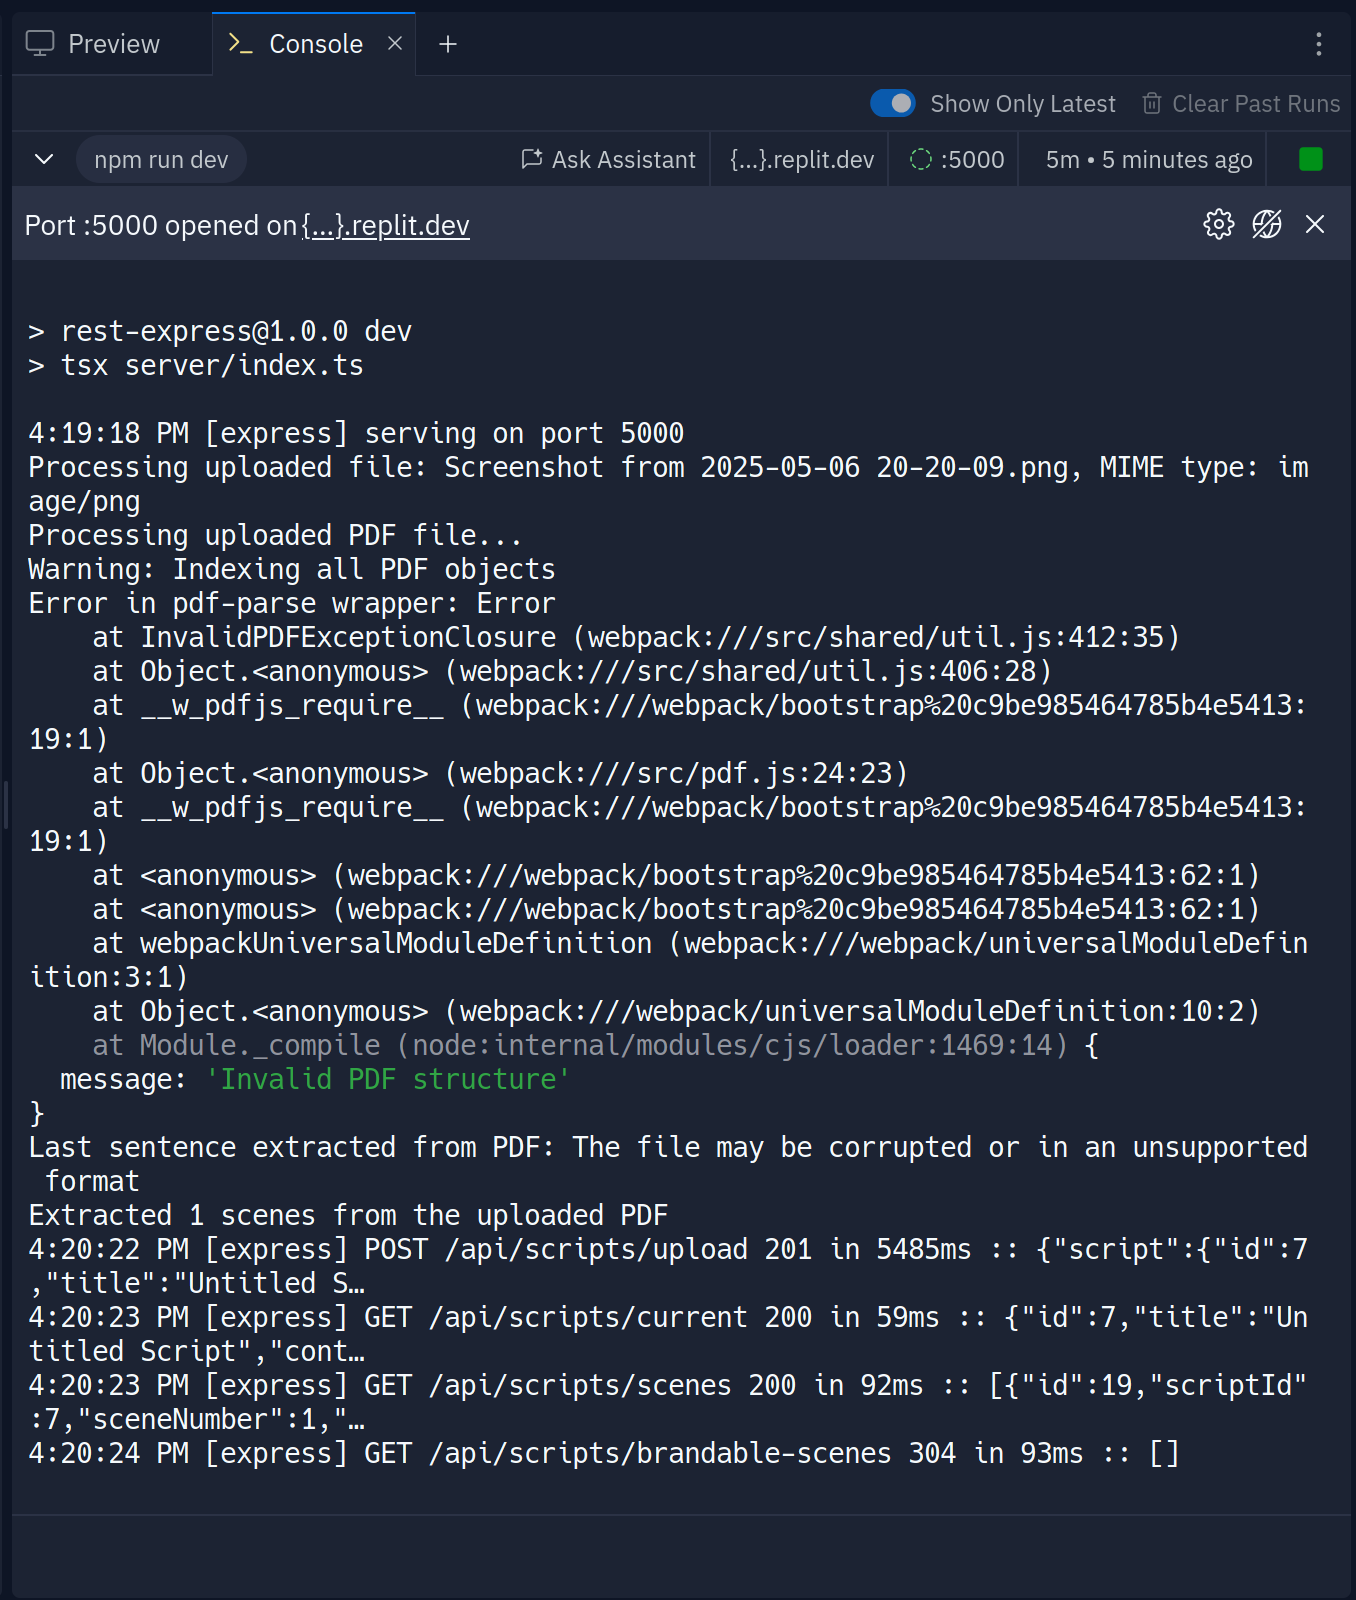 Preview
Console
Show Only Latest
Clear Past Runs
npm run dev
Ask Assistant
{...}.replit.dev
:5000
5m • 5 minutes ago
Port :5000 opened on {...}.replit.dev
> rest-express@1.0.0 dev
> tsx server/index.ts
4:19:18 PM [express] serving on port 5000
Processing uploaded file: Screenshot from 2025-05-06 20-20-09.png, MIME type: im
age/png
Processing uploaded PDF file...
Warning: Indexing all PDF objects
Error in pdf-parse wrapper: Error
    at InvalidPDFExceptionClosure (webpack:///src/shared/util.js:412:35)
    at Object.<anonymous> (webpack:///src/shared/util.js:406:28)
    at __w_pdfjs_require__ (webpack:///webpack/bootstrap%20c9be985464785b4e5413:
19:1)
    at Object.<anonymous> (webpack:///src/pdf.js:24:23)
    at __w_pdfjs_require__ (webpack:///webpack/bootstrap%20c9be985464785b4e5413:
19:1)
    at <anonymous> (webpack:///webpack/bootstrap%20c9be985464785b4e5413:62:1)
    at <anonymous> (webpack:///webpack/bootstrap%20c9be985464785b4e5413:62:1)
    at webpackUniversalModuleDefinition (webpack:///webpack/universalModuleDefin
ition:3:1)
    at Object.<anonymous> (webpack:///webpack/universalModuleDefinition:10:2)
    at Module._compile (node:internal/modules/cjs/loader:1469:14) {
  message: 'Invalid PDF structure'
}
Last sentence extracted from PDF: The file may be corrupted or in an unsupported
 format
Extracted 1 scenes from the uploaded PDF
4:20:22 PM [express] POST /api/scripts/upload 201 in 5485ms :: {"script":{"id":7
,"title":"Untitled S…
4:20:23 PM [express] GET /api/scripts/current 200 in 59ms :: {"id":7,"title":"Un
titled Script","cont…
4:20:23 PM [express] GET /api/scripts/scenes 200 in 92ms :: [{"id":19,"scriptId"
:7,"sceneNumber":1,"…
4:20:24 PM [express] GET /api/scripts/brandable-scenes 304 in 93ms :: []